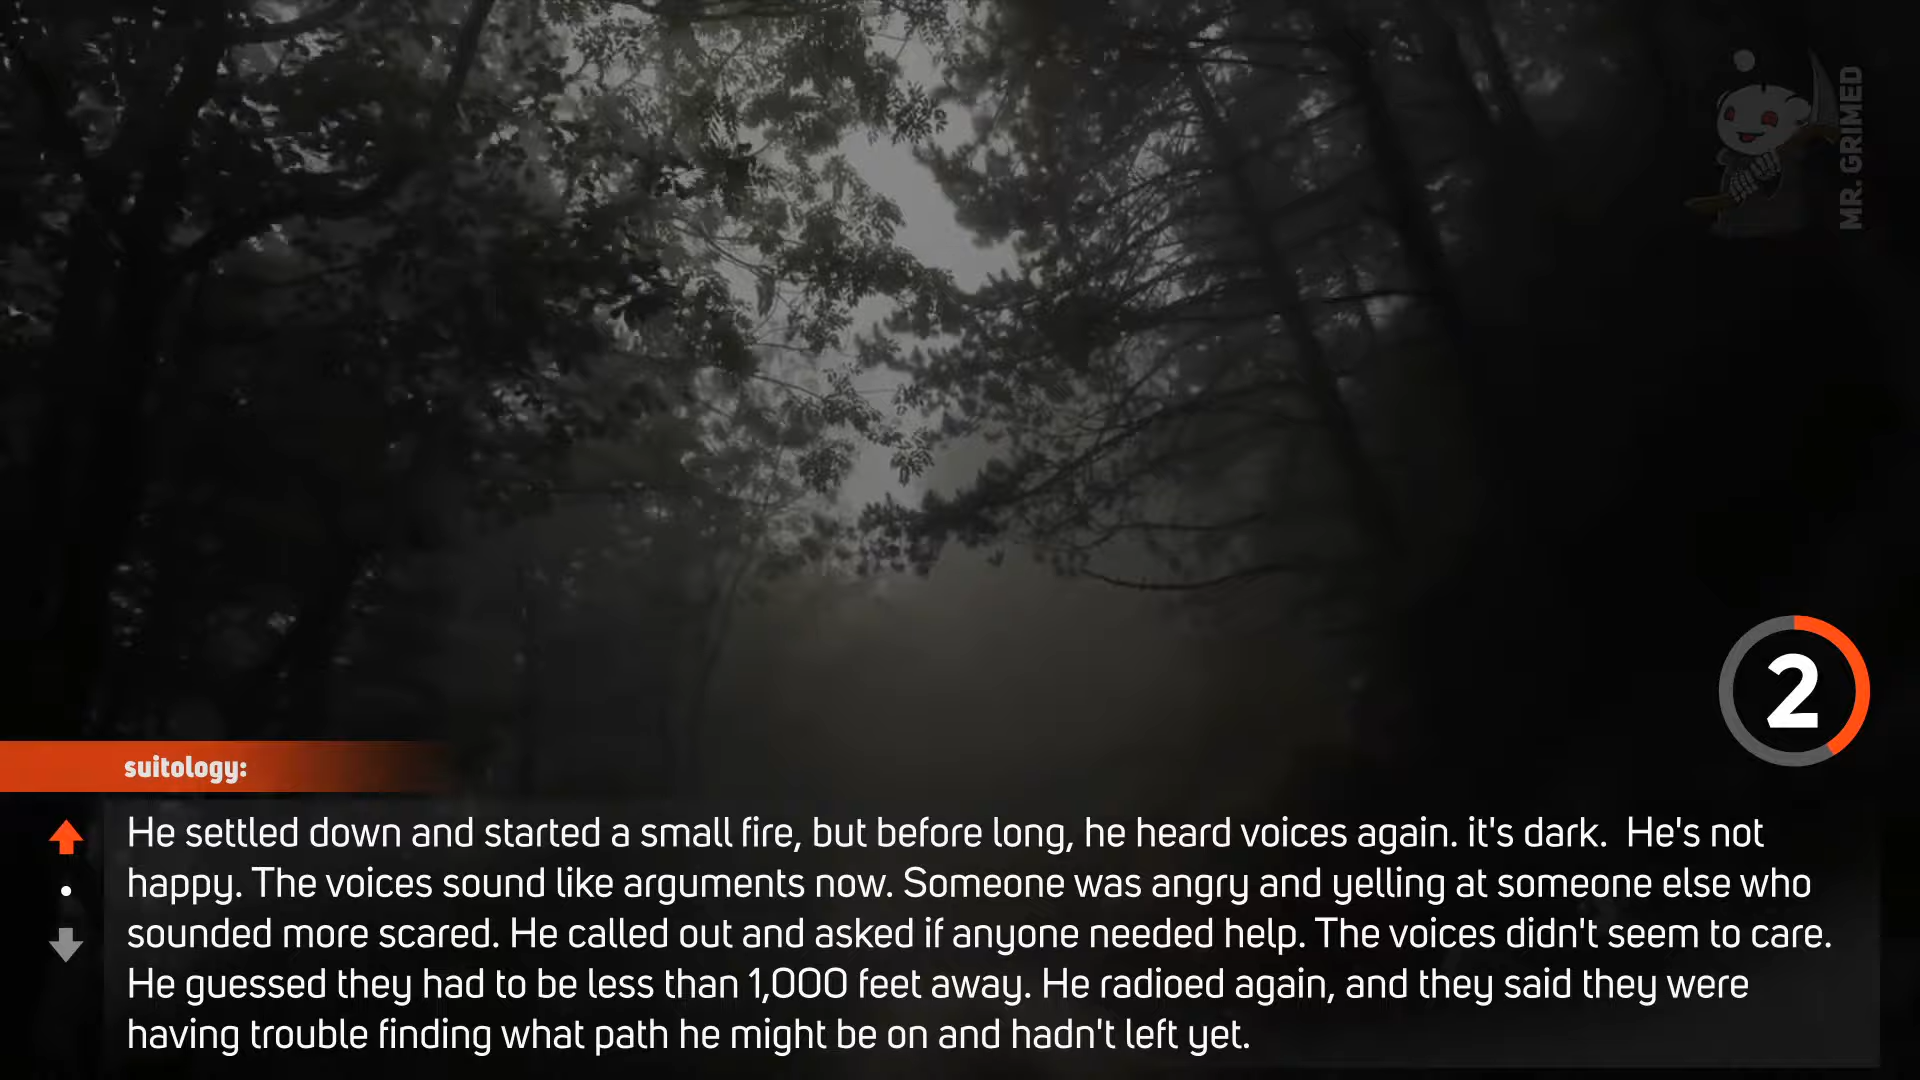 MR. GRIMED
2
suitology:
He settled down and started a small fire, but before long, he heard voices again. it's dark.  He's not
happy. The voices sound like arguments now. Someone was angry and yelling at someone else who
sounded more scared. He called out and asked if anyone needed help. The voices didn't seem to care.
He guessed they had to be less than 1,000 feet away. He radioed again, and they said they were
having trouble finding what path he might be on and hadn't left yet.